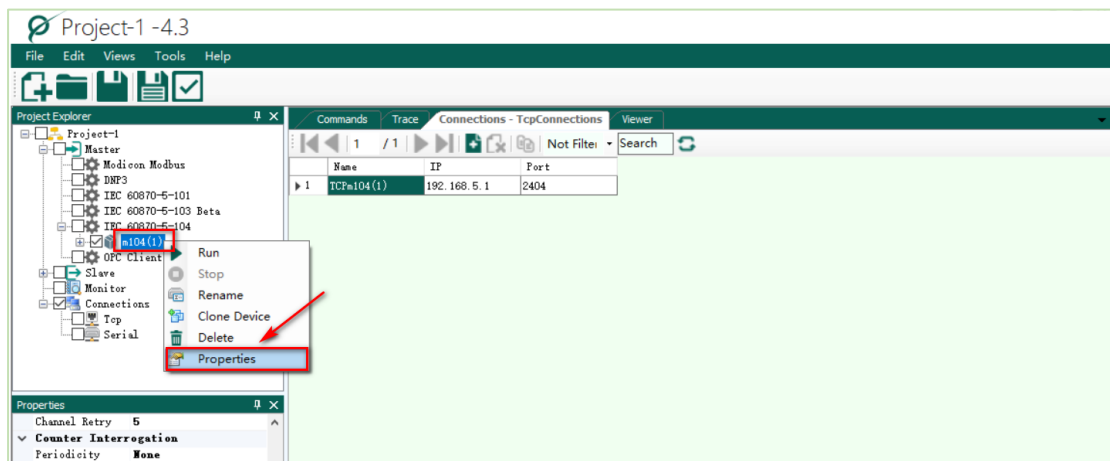 Project-1 -4.3
File Edit Views Tools Help
Project Explorer
Project-1
Master
Modicon Modbus
DNP3
IEC 60870-5-101
IEC 60870-5-103 Beta
IEC 60870-5-104
m104(1)
OPC Client
Slave
Monitor
Connections
Tcp
Serial
Run
Stop
Rename
Clone Device
Delete
Properties
Commands Trace Connections - TcpConnections Viewer
1 / 1 Not Filter Search
Name IP Port
1 TCPm104(1) 192.168.5.1 2404
Properties
Channel Retry 5
Counter Interrogation
Periodicity None